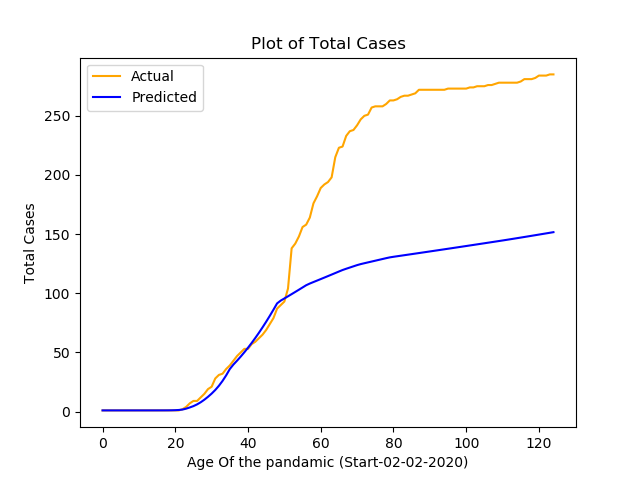 Plot of Total Cases
Actual
Predicted
250
200
150
100
50
0
Total Cases
0 20 40 60 80 100 120
Age Of the pandamic (Start-02-02-2020)